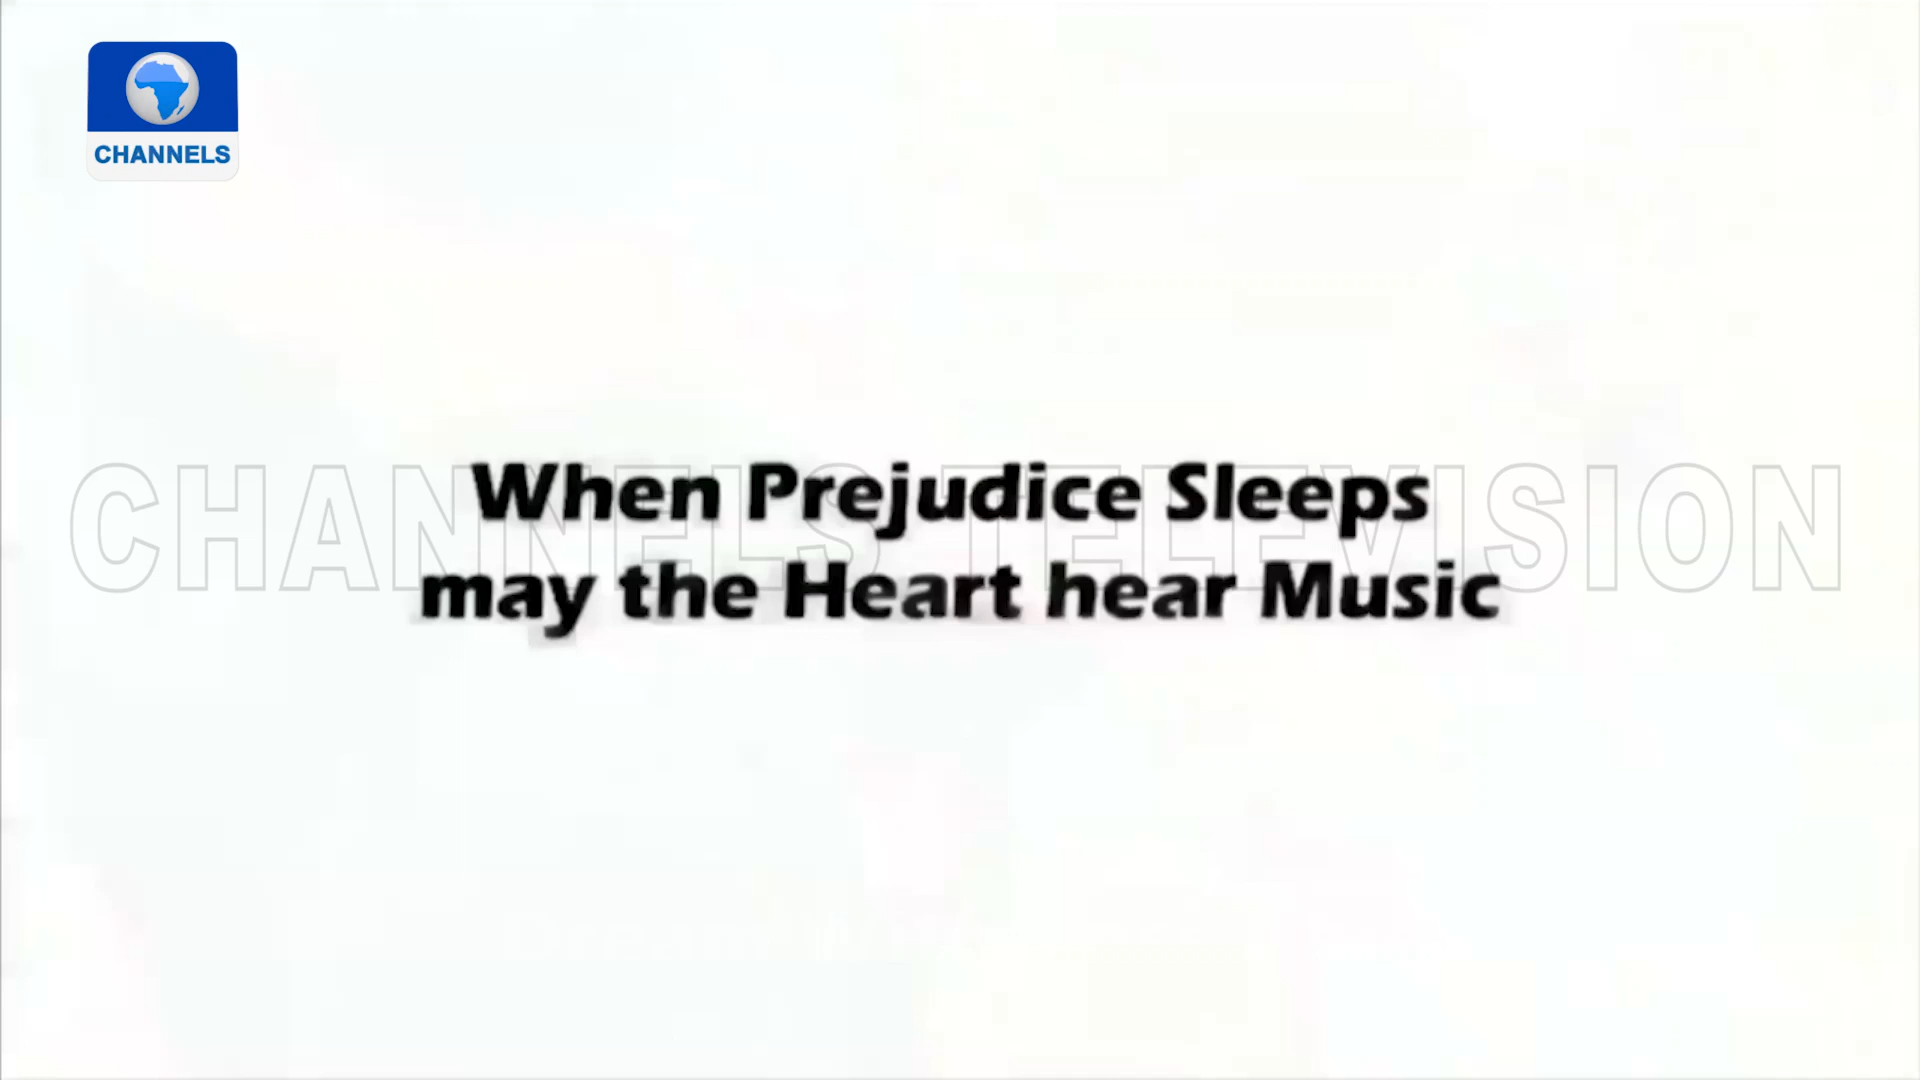 CHANNELS
CHANNELS TELEVISION
When Prejudice Sleeps
may the Heart hear Music